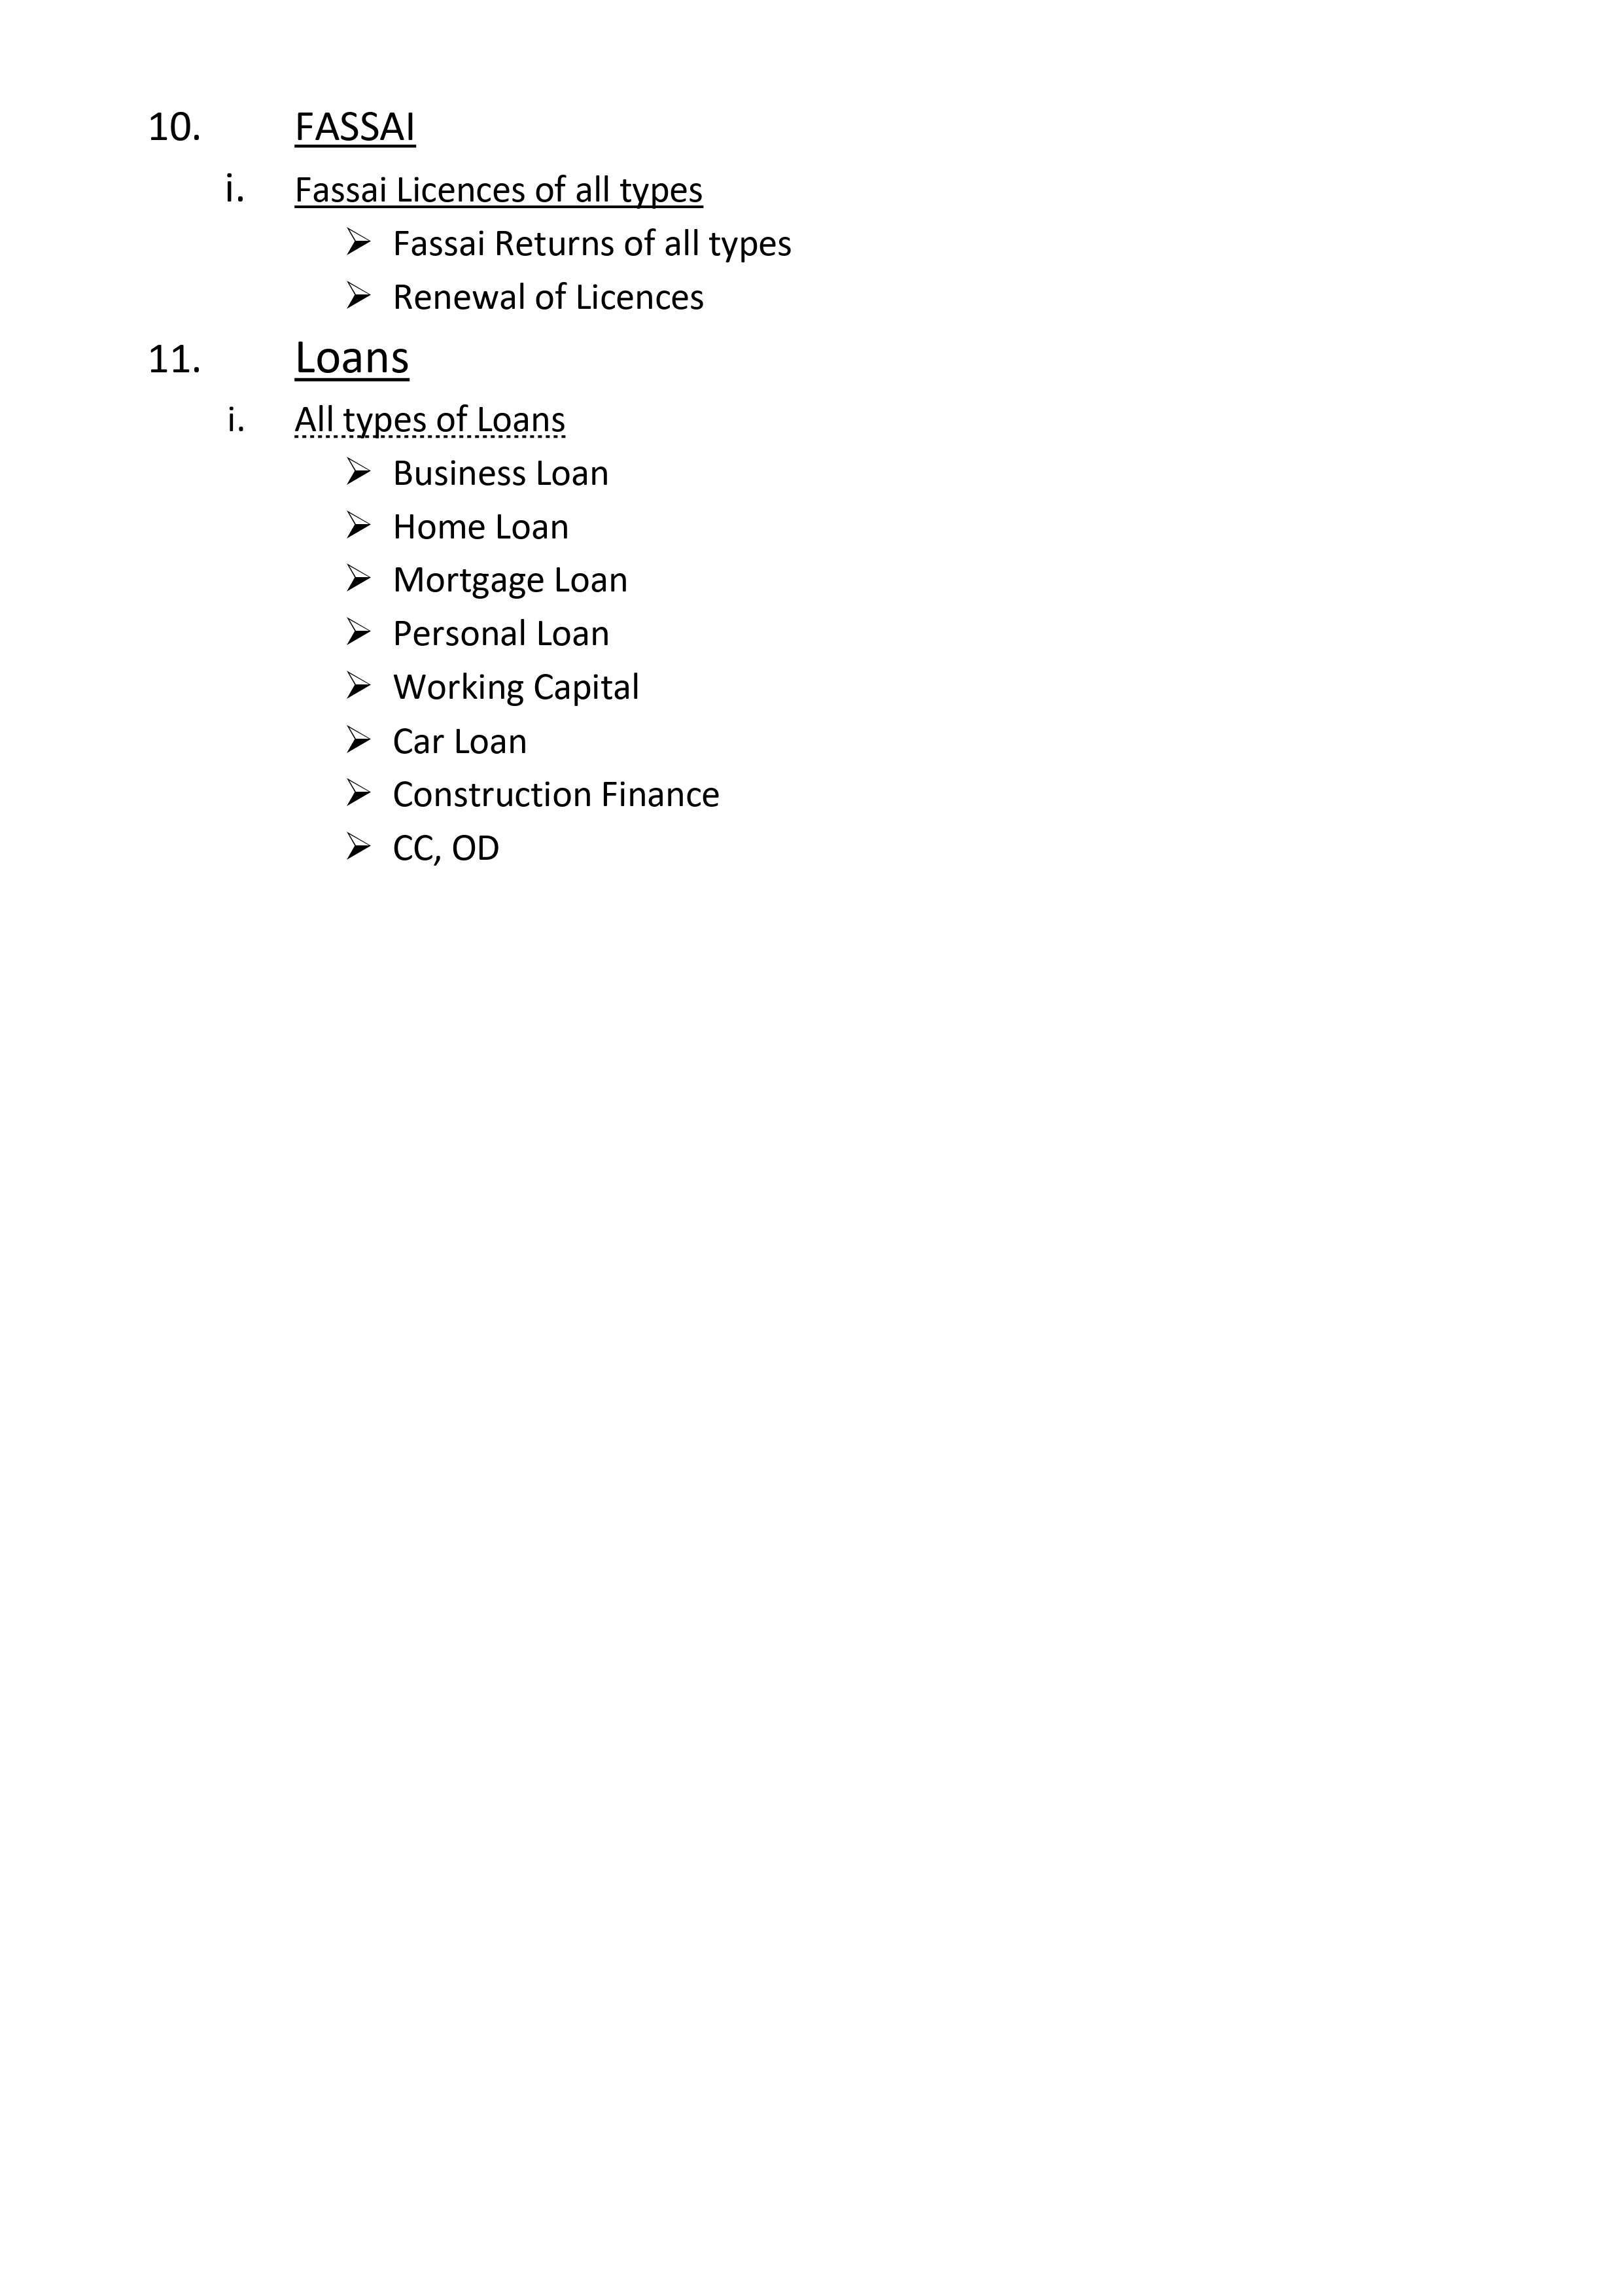 10. FASSAI
i. Fassai Licences of all types
➢ Fassai Returns of all types
➢ Renewal of Licences
11. Loans
i. All types of Loans
➢ Business Loan
➢ Home Loan
➢ Mortgage Loan
➢ Personal Loan
➢ Working Capital
➢ Car Loan
➢ Construction Finance
➢ CC, OD